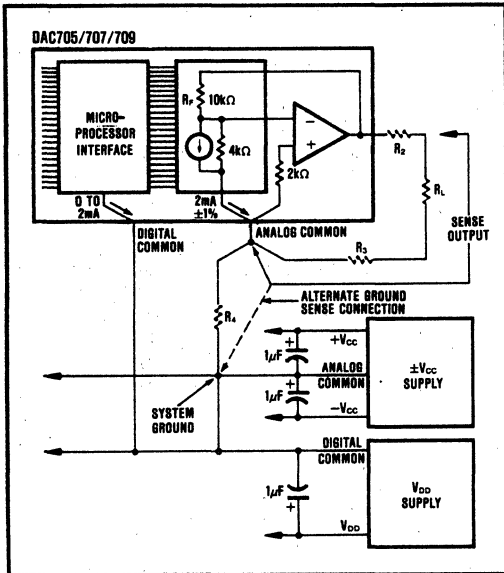 DAC705/707/709
MICRO-
PROCESSOR
INTERFACE
RF 10kΩ
4kΩ
−
+
2kΩ
R2
RL
SENSE
OUTPUT
0 TO
2mA
2mA
±1%
DIGITAL
COMMON
ANALOG COMMON
R3
R4
ALTERNATE GROUND
SENSE CONNECTION
SYSTEM
GROUND
+
1μF
+VCC
ANALOG
COMMON
+
1μF
−VCC
±VCC
SUPPLY
DIGITAL
COMMON
1μF
+
VDD
VDD
SUPPLY